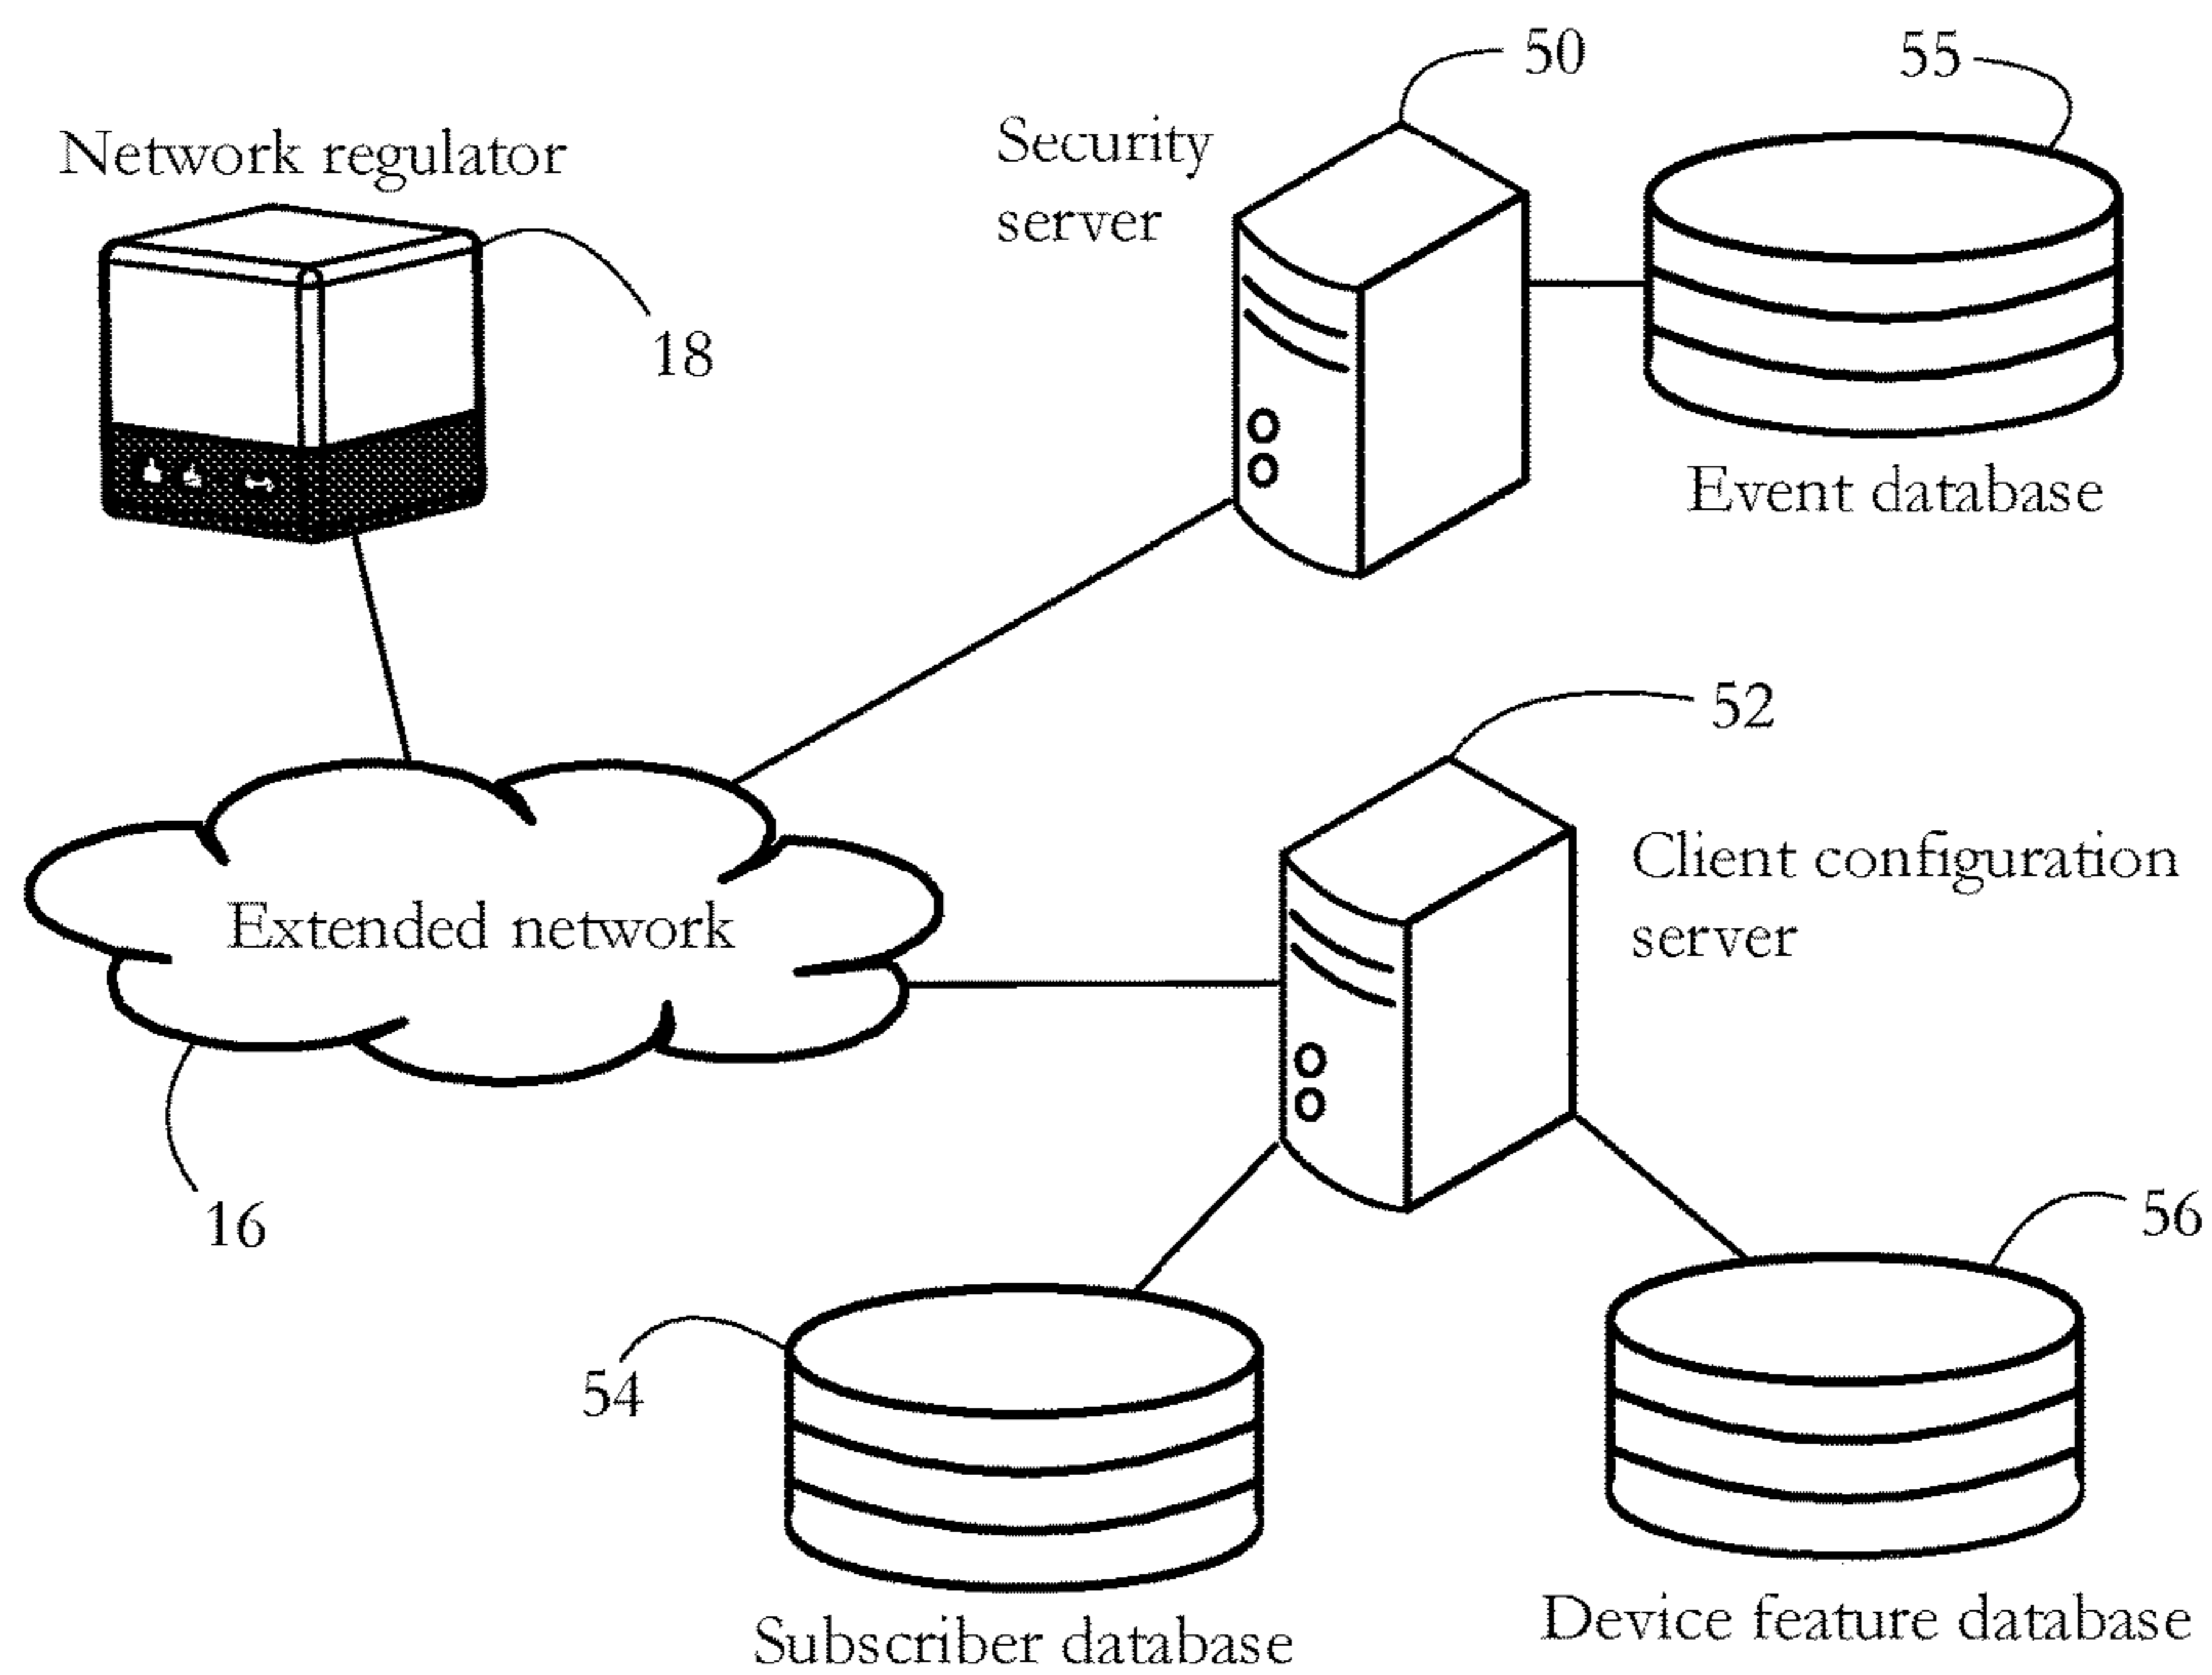 50
55
Network regulator
Security
server
18
Event database
52
Client configuration
server
Extended network
16
56
54
Subscriber database
Device feature database